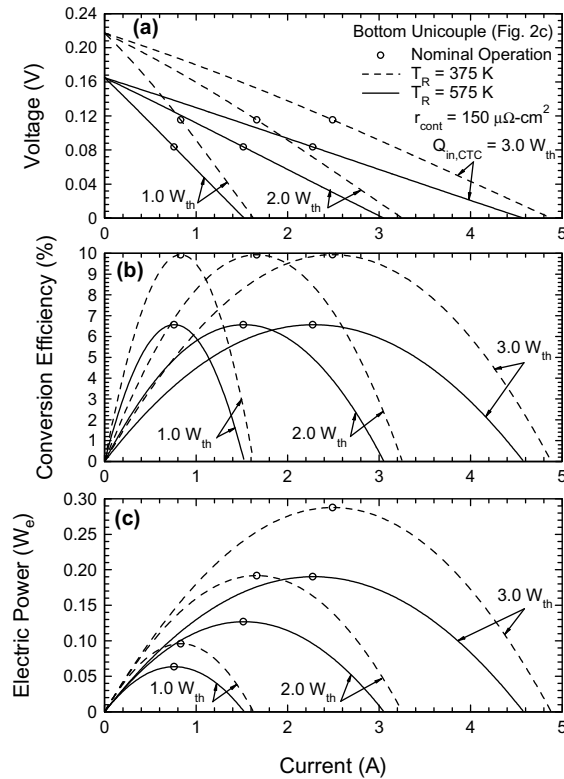 (a)
Bottom Unicouple (Fig. 2c)
Nominal Operation
T_R = 375 K
T_R = 575 K
r_cont = 150 μΩ-cm²
Q_in,CTC = 3.0 W_th
1.0 W_th
2.0 W_th
Voltage (V)
0.24
0.20
0.16
0.12
0.08
0.04
0
0 1 2 3 4 5
(b)
Conversion Efficiency (%)
10
9
8
7
6
5
4
3
2
1
0
3.0 W_th
1.0 W_th
2.0 W_th
0 1 2 3 4 5
(c)
Electric Power (W_e)
0.30
0.25
0.20
0.15
0.10
0.05
0
3.0 W_th
1.0 W_th
2.0 W_th
0 1 2 3 4 5
Current (A)